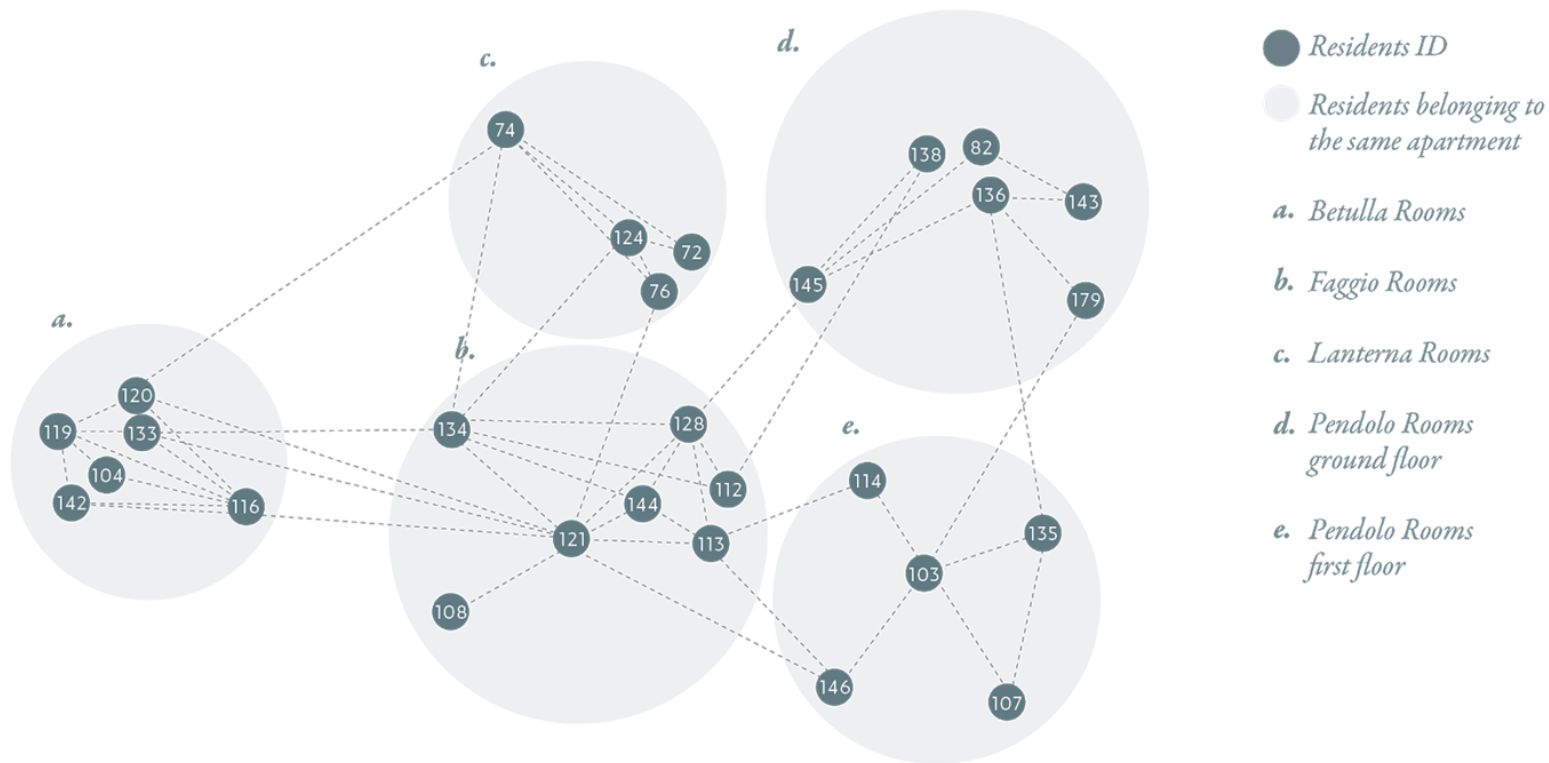 c.
d.
Residents ID
Residents belonging to
the same apartment
74
138
82
136
143
a. Betulla Rooms
124
72
76
145
179
b. Faggio Rooms
a.
b.
c. Lanterna Rooms
120
119
133
134
128
e.
d. Pendolo Rooms
ground floor
104
142
116
144
112
114
121
113
135
e. Pendolo Rooms
first floor
103
108
146
107